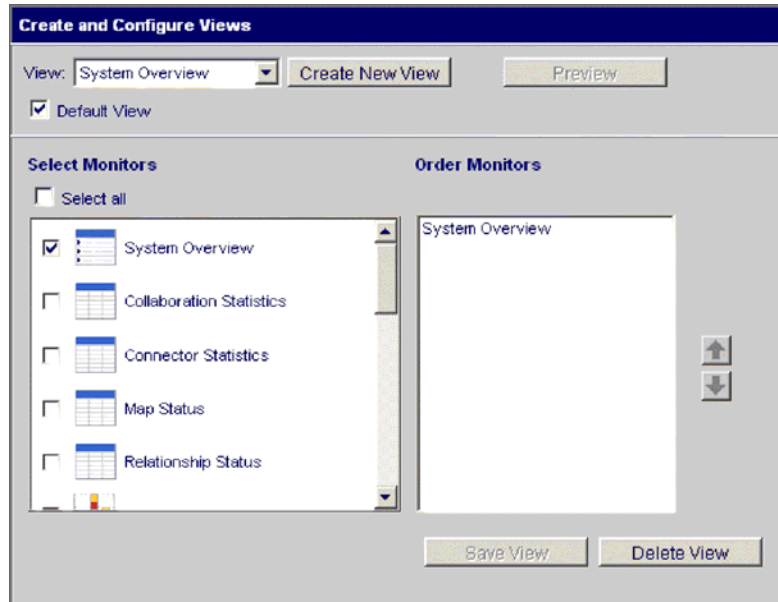 Create and Configure Views
View: System Overview Create New View Preview
Default View
Select Monitors Order Monitors
Select all
System Overview System Overview
Collaboration Statistics
Connector Statistics
Map Status
Relationship Status
Save View Delete View